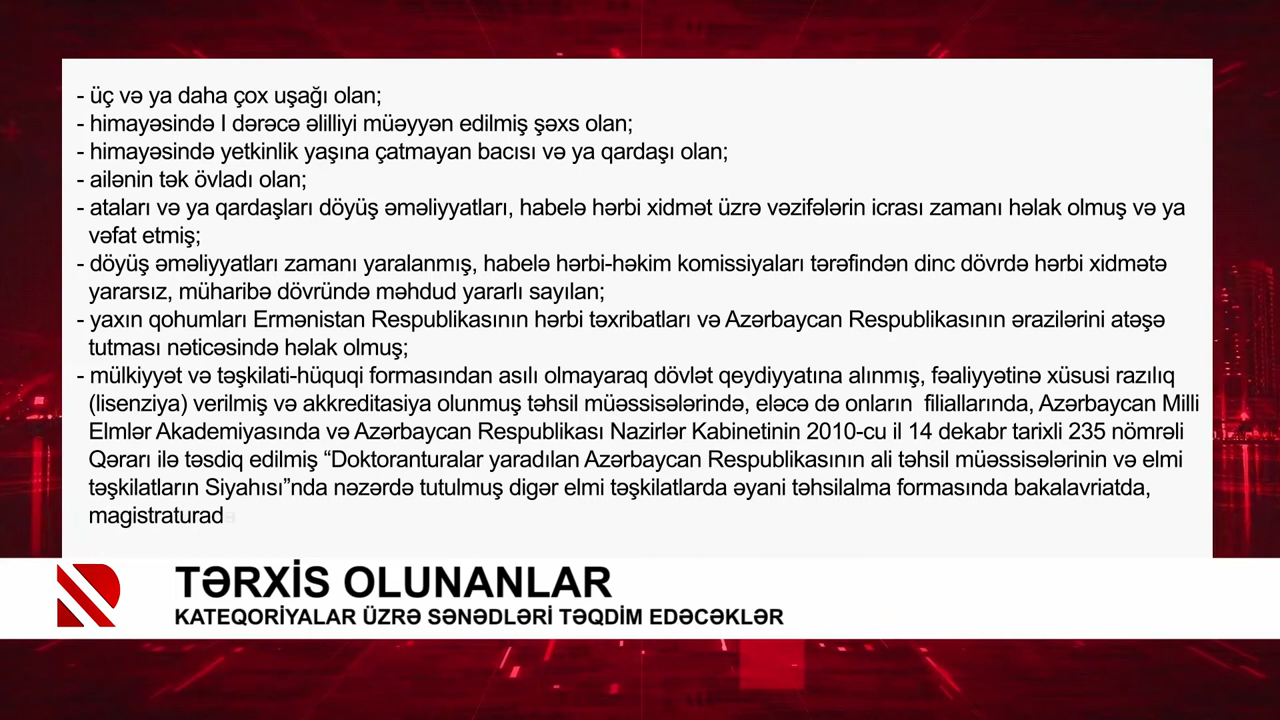 - üç və ya daha çox uşağı olan;
- himayəsində I dərəcə əlilliyi müəyyən edilmiş şəxs olan;
- himayəsində yetkinlik yaşına çatmayan bacısı və ya qardaşı olan;
- ailənin tək övladı olan;
- ataları və ya qardaşları döyüş əməliyyatları, habelə hərbi xidmət üzrə vəzifələrin icrası zamanı həlak olmuş və ya
vəfat etmiş;
- döyüş əməliyyatları zamanı yaralanmış, habelə hərbi-həkim komissiyaları tərəfindən dinc dövrdə hərbi xidmətə
yararsız, müharibə dövründə məhdud yararlı sayılan;
- yaxın qohumları Ermənistan Respublikasının hərbi təxribatları və Azərbaycan Respublikasının ərazilərini atəşə
tutması nəticəsində həlak olmuş;
- mülkiyyət və təşkilati-hüquqi formasından asılı olmayaraq dövlət qeydiyyatına alınmış, fəaliyyətinə xüsusi razılıq
(lisenziya) verilmiş və akkreditasiya olunmuş təhsil müəssisələrində, eləcə də onların filiallarında, Azərbaycan Milli
Elmlər Akademiyasında və Azərbaycan Respublikası Nazirlər Kabinetinin 2010-cu il 14 dekabr tarixli 235 nömrəli
Qərarı ilə təsdiq edilmiş “Doktoranturalar yaradılan Azərbaycan Respublikasının ali təhsil müəssisələrinin və elmi
təşkilatların Siyahısı”nda nəzərdə tutulmuş digər elmi təşkilatlarda əyani təhsilalma formasında bakalavriatda,
magistraturad
TƏRXİS OLUNANLAR
KATEQORİYALAR ÜZRƏ SƏNƏDLƏRİ TƏQDİM EDƏCƏKLƏR